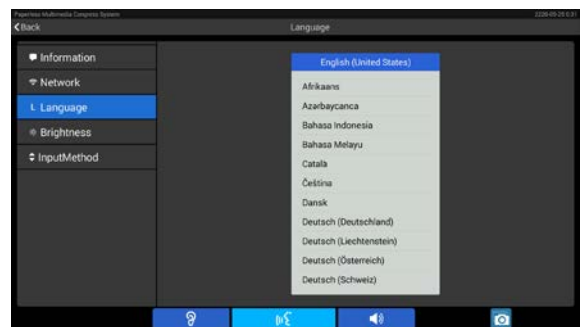 Paperless Multimedia Congress System
Back
Language
Information
Network
Language
Brightness
InputMethod
English (United States)
Afrikaans
Azərbaycanca
Bahasa Indonesia
Bahasa Melayu
Català
Čeština
Dansk
Deutsch (Deutschland)
Deutsch (Liechtenstein)
Deutsch (Österreich)
Deutsch (Schweiz)